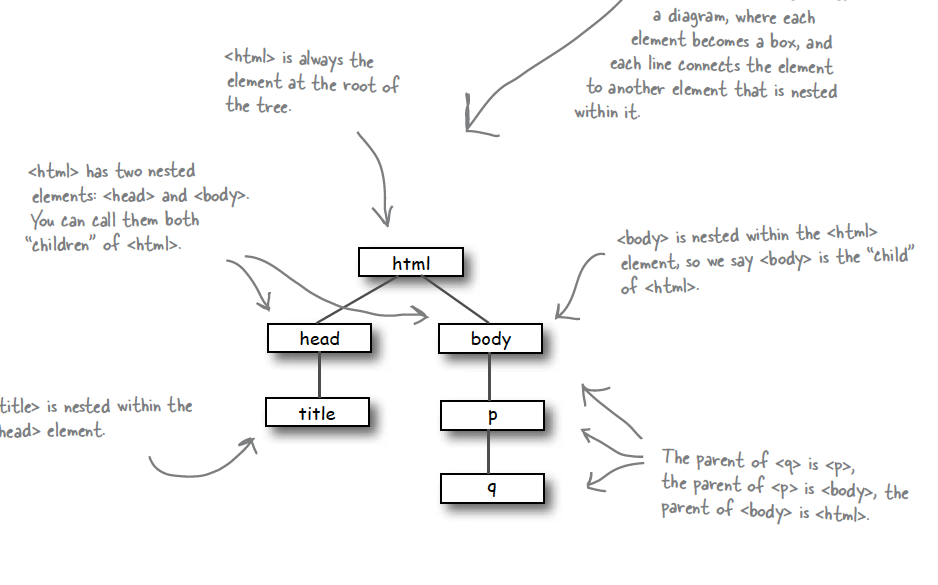 a diagram, where each
element becomes a box, and
each line connects the element
to another element that is nested
within it.
<html> is always the
element at the root of
the tree.
<html> has two nested
elements: <head> and <body>.
You can call them both
“children” of <html>.
html
<body> is nested within the <html>
element, so we say <body> is the “child”
of <html>.
head
body
title> is nested within the
head> element.
title
p
q
The parent of <q> is <p>,
the parent of <p> is <body>, the
parent of <body> is <html>.